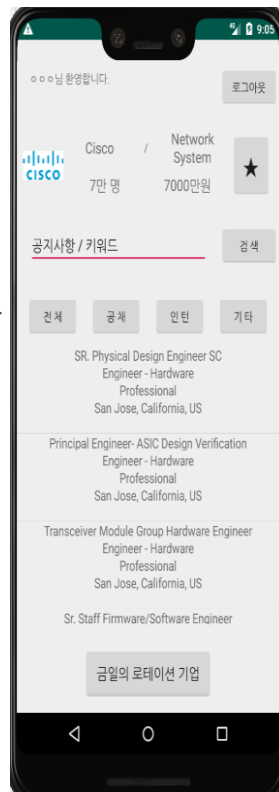 9:05
ㅇㅇㅇ님 환영합니다.
로그아웃
CISCO
Cisco / Network System
7만 명 7000만원
공지사항 / 키워드
검색
전체 공채 인턴 기타
SR. Physical Design Engineer SC
Engineer - Hardware
Professional
San Jose, California, US
Principal Engineer- ASIC Design Verification
Engineer - Hardware
Professional
San Jose, California, US
Transceiver Module Group Hardware Engineer
Engineer - Hardware
Professional
San Jose, California, US
Sr. Staff Firmware/Software Engineer
금일의 로테이션 기업